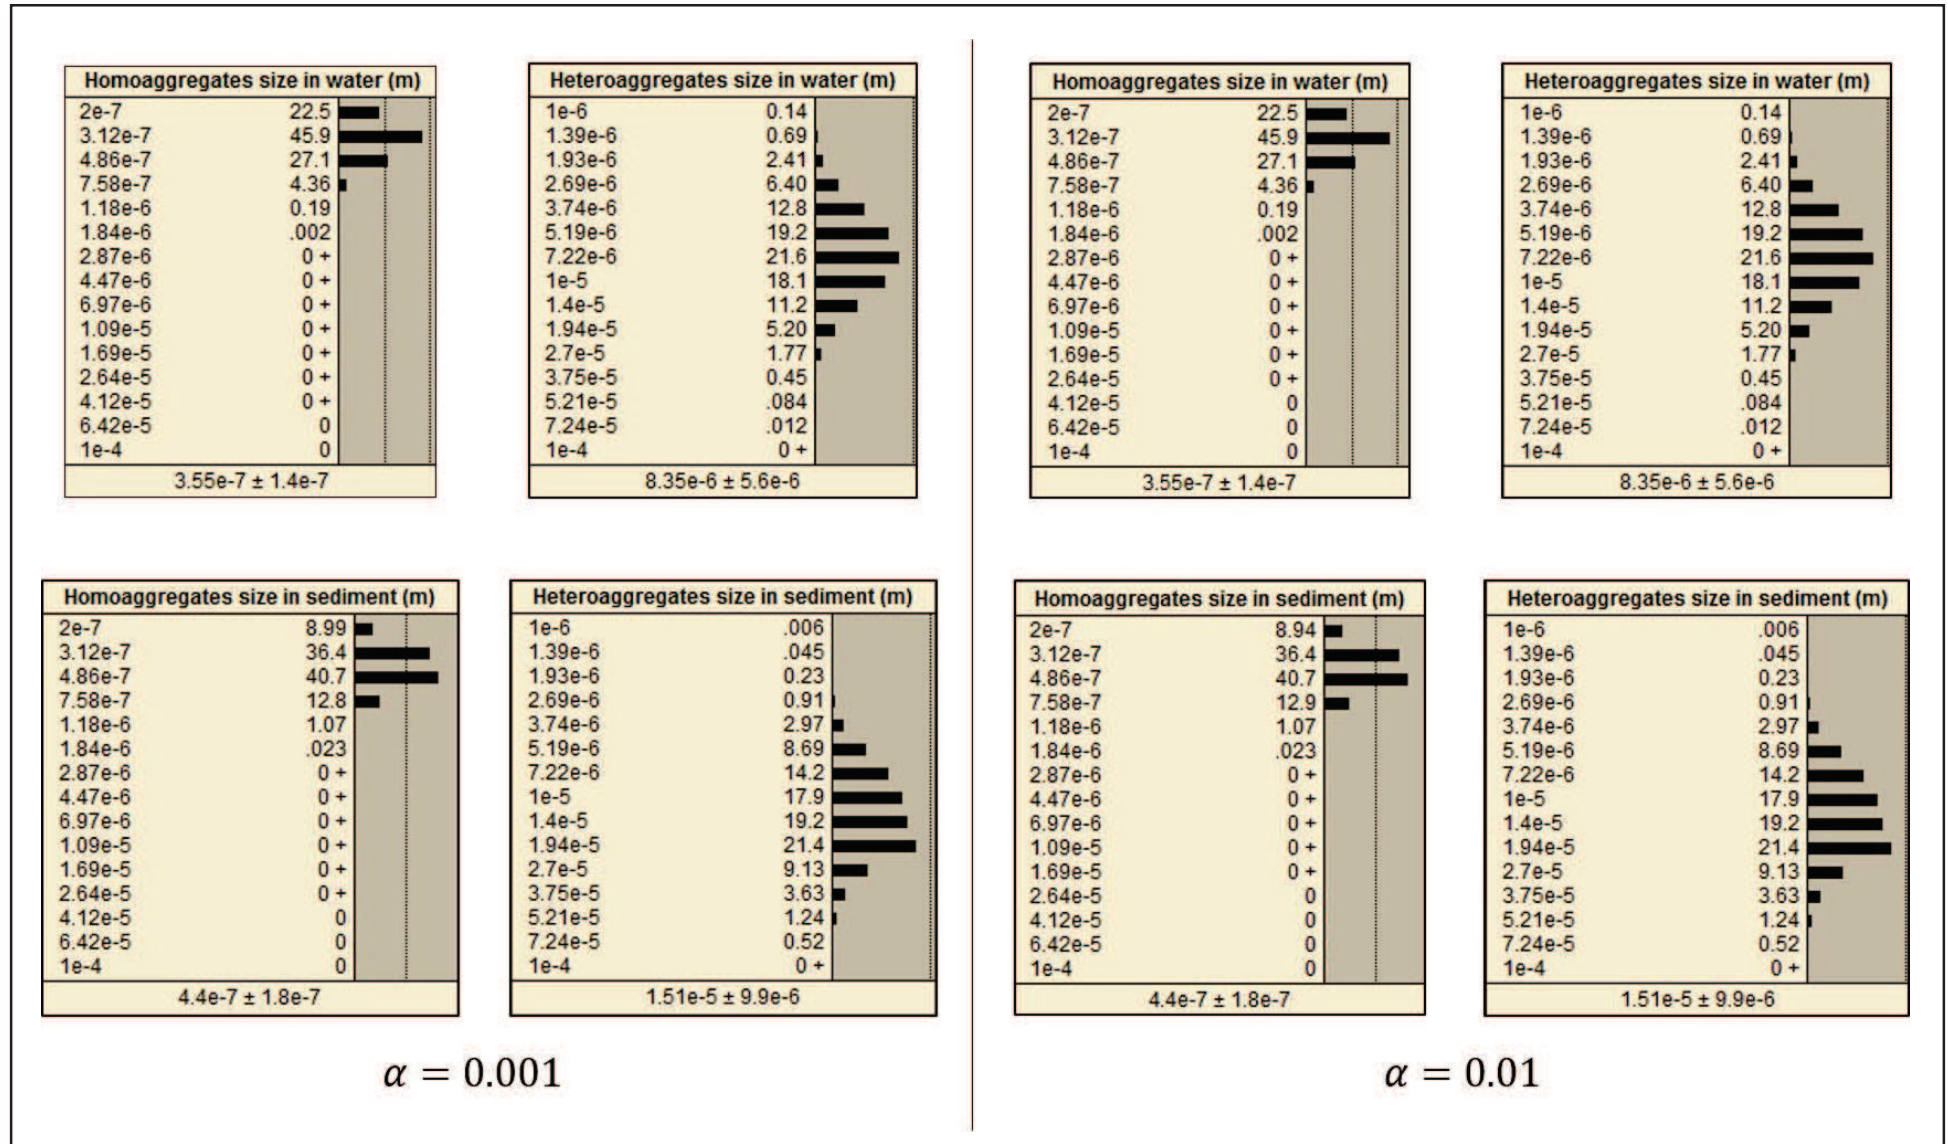 Homoaggregates size in water (m)
2e-7 22.5
3.12e-7 45.9
4.86e-7 27.1
7.58e-7 4.36
1.18e-6 0.19
1.84e-6 .002
2.87e-6 0 +
4.47e-6 0 +
6.97e-6 0 +
1.09e-5 0 +
1.69e-5 0 +
2.64e-5 0 +
4.12e-5 0 +
6.42e-5 0
1e-4 0
3.55e-7 ± 1.4e-7
Heteroaggregates size in water (m)
1e-6 0.14
1.39e-6 0.69
1.93e-6 2.41
2.69e-6 6.40
3.74e-6 12.8
5.19e-6 19.2
7.22e-6 21.6
1e-5 18.1
1.4e-5 11.2
1.94e-5 5.20
2.7e-5 1.77
3.75e-5 0.45
5.21e-5 .084
7.24e-5 .012
1e-4 0 +
8.35e-6 ± 5.6e-6
Homoaggregates size in sediment (m)
2e-7 8.99
3.12e-7 36.4
4.86e-7 40.7
7.58e-7 12.8
1.18e-6 1.07
1.84e-6 .023
2.87e-6 0 +
4.47e-6 0 +
6.97e-6 0 +
1.09e-5 0 +
1.69e-5 0 +
2.64e-5 0 +
4.12e-5 0
6.42e-5 0
1e-4 0
4.4e-7 ± 1.8e-7
Heteroaggregates size in sediment (m)
1e-6 .006
1.39e-6 .045
1.93e-6 0.23
2.69e-6 0.91
3.74e-6 2.97
5.19e-6 8.69
7.22e-6 14.2
1e-5 17.9
1.4e-5 19.2
1.94e-5 21.4
2.7e-5 9.13
3.75e-5 3.63
5.21e-5 1.24
7.24e-5 0.52
1e-4 0 +
1.51e-5 ± 9.9e-6
α = 0.001
Homoaggregates size in water (m)
2e-7 22.5
3.12e-7 45.9
4.86e-7 27.1
7.58e-7 4.36
1.18e-6 0.19
1.84e-6 .002
2.87e-6 0 +
4.47e-6 0 +
6.97e-6 0 +
1.09e-5 0 +
1.69e-5 0 +
2.64e-5 0 +
4.12e-5 0
6.42e-5 0
1e-4 0
3.55e-7 ± 1.4e-7
Heteroaggregates size in water (m)
1e-6 0.14
1.39e-6 0.69
1.93e-6 2.41
2.69e-6 6.40
3.74e-6 12.8
5.19e-6 19.2
7.22e-6 21.6
1e-5 18.1
1.4e-5 11.2
1.94e-5 5.20
2.7e-5 1.77
3.75e-5 0.45
5.21e-5 .084
7.24e-5 .012
1e-4 0 +
8.35e-6 ± 5.6e-6
Homoaggregates size in sediment (m)
2e-7 8.94
3.12e-7 36.4
4.86e-7 40.7
7.58e-7 12.9
1.18e-6 1.07
1.84e-6 .023
2.87e-6 0 +
4.47e-6 0 +
6.97e-6 0 +
1.09e-5 0 +
1.69e-5 0 +
2.64e-5 0
4.12e-5 0
6.42e-5 0
1e-4 0
4.4e-7 ± 1.8e-7
Heteroaggregates size in sediment (m)
1e-6 .006
1.39e-6 .045
1.93e-6 0.23
2.69e-6 0.91
3.74e-6 2.97
5.19e-6 8.69
7.22e-6 14.2
1e-5 17.9
1.4e-5 19.2
1.94e-5 21.4
2.7e-5 9.13
3.75e-5 3.63
5.21e-5 1.24
7.24e-5 0.52
1e-4 0 +
1.51e-5 ± 9.9e-6
α = 0.01